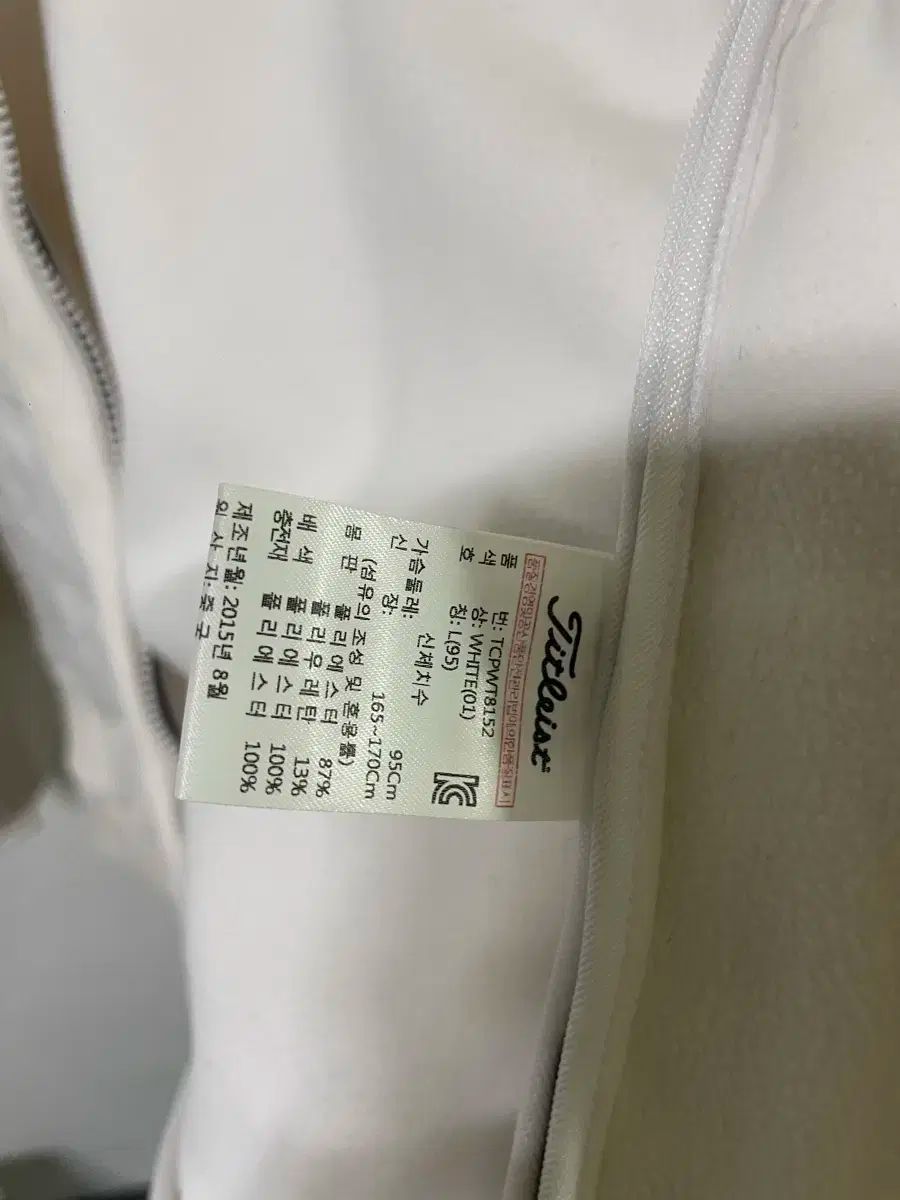 Titleist
품질경영및공산품안전관리법에의한품질표시
품 번: TCPWT8152
색 상: WHITE(01)
호 칭: L(95)
신체치수
가슴둘레: 95Cm
신 장: 165~170Cm
(섬유의 조성 및 혼용률)
몸 판 폴리에스터 87%
폴리우레탄 13%
배 색 폴리에스터 100%
충전재 폴리에스터 100%
제조년월: 2015년 8월
원 산 지: 중 국